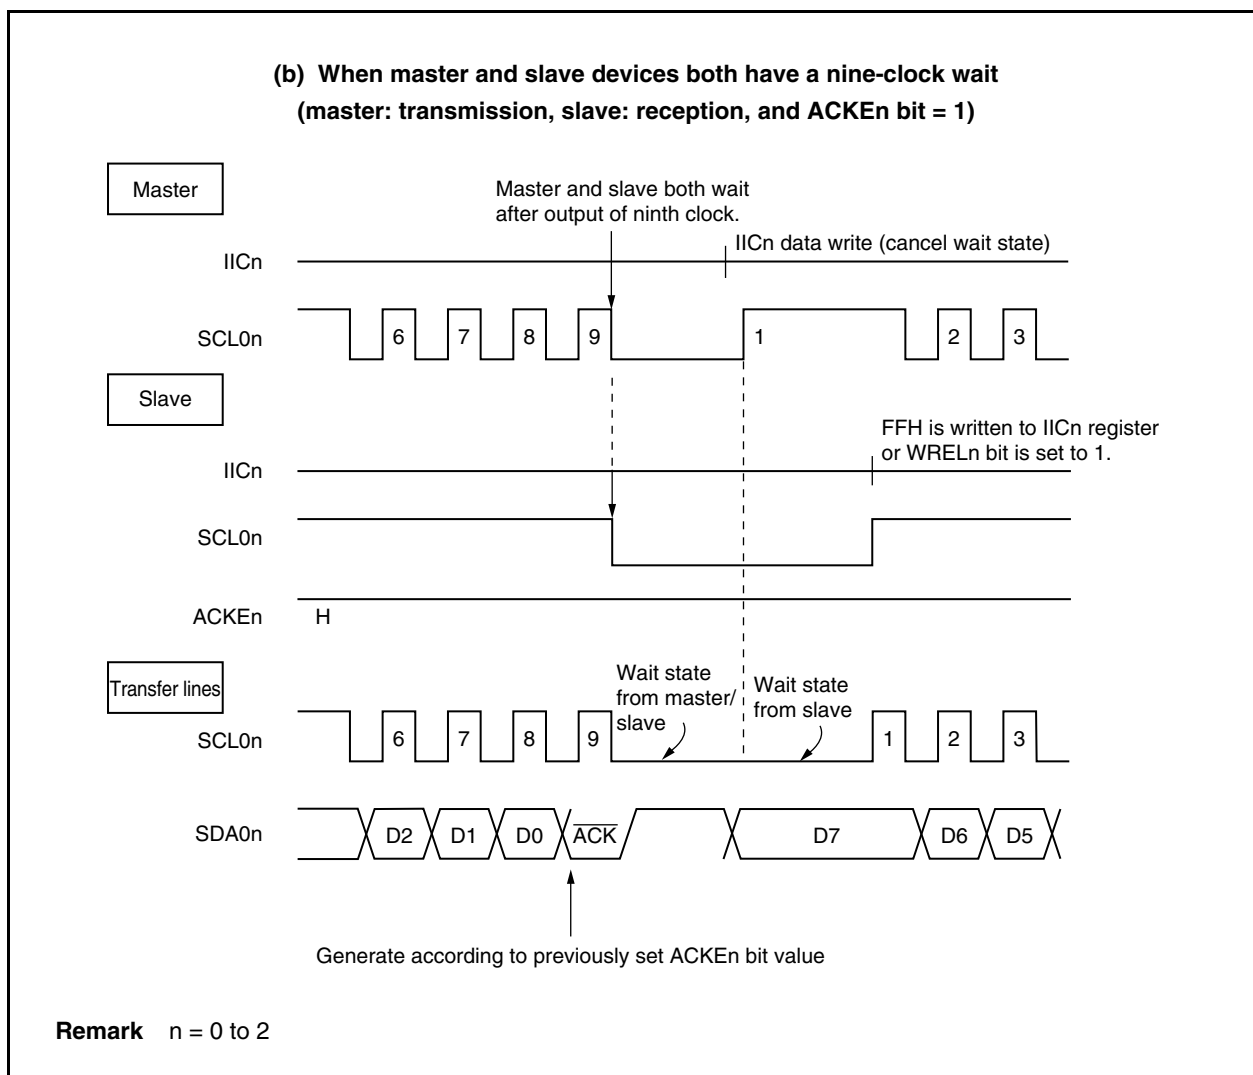 (b) When master and slave devices both have a nine-clock wait
(master: transmission, slave: reception, and ACKEn bit = 1)
Master
Master and slave both wait
after output of ninth clock.
IICn data write (cancel wait state)
IICn
SCL0n 6 7 8 9 1 2 3
Slave
FFH is written to IICn register
or WRELn bit is set to 1.
IICn
SCL0n
ACKEn H
Transfer lines
Wait state
from master/
slave
Wait state
from slave
SCL0n 6 7 8 9 1 2 3
SDA0n D2 D1 D0 ACK D7 D6 D5
Generate according to previously set ACKEn bit value
Remark n = 0 to 2